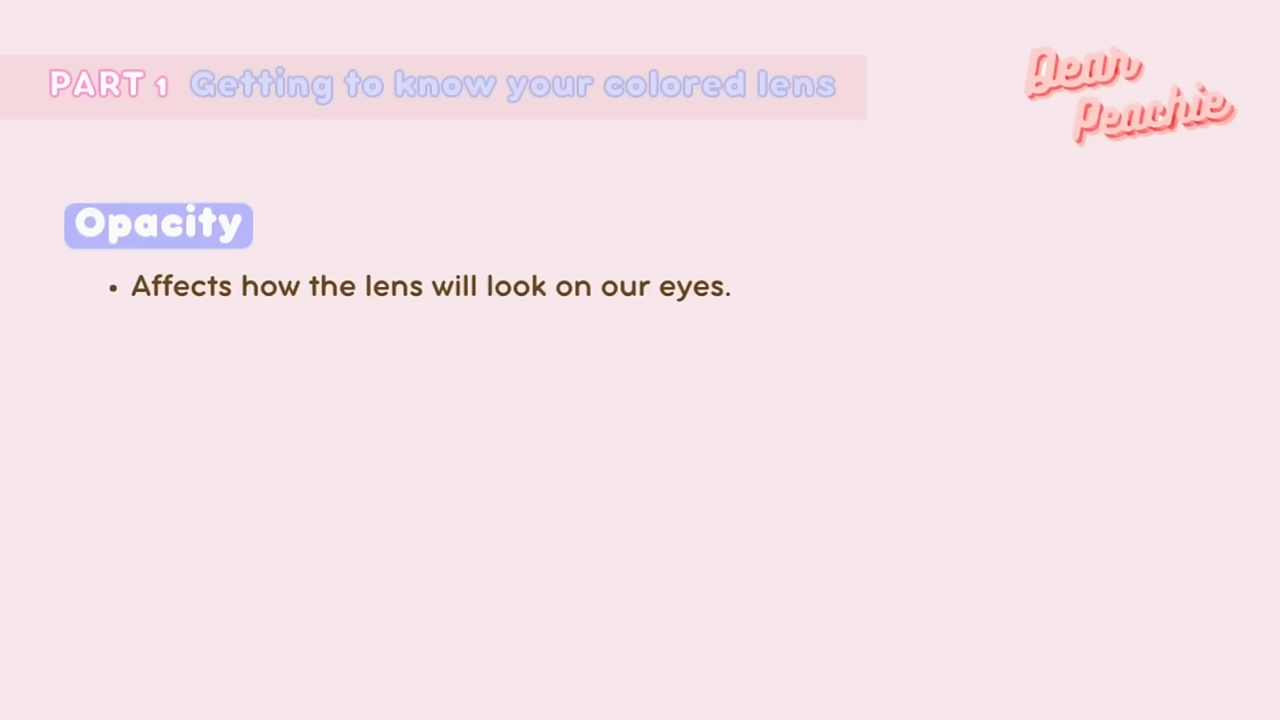 PART 1 Getting to know your colored lens
Dear
Peachie
Opacity
• Affects how the lens will look on our eyes.